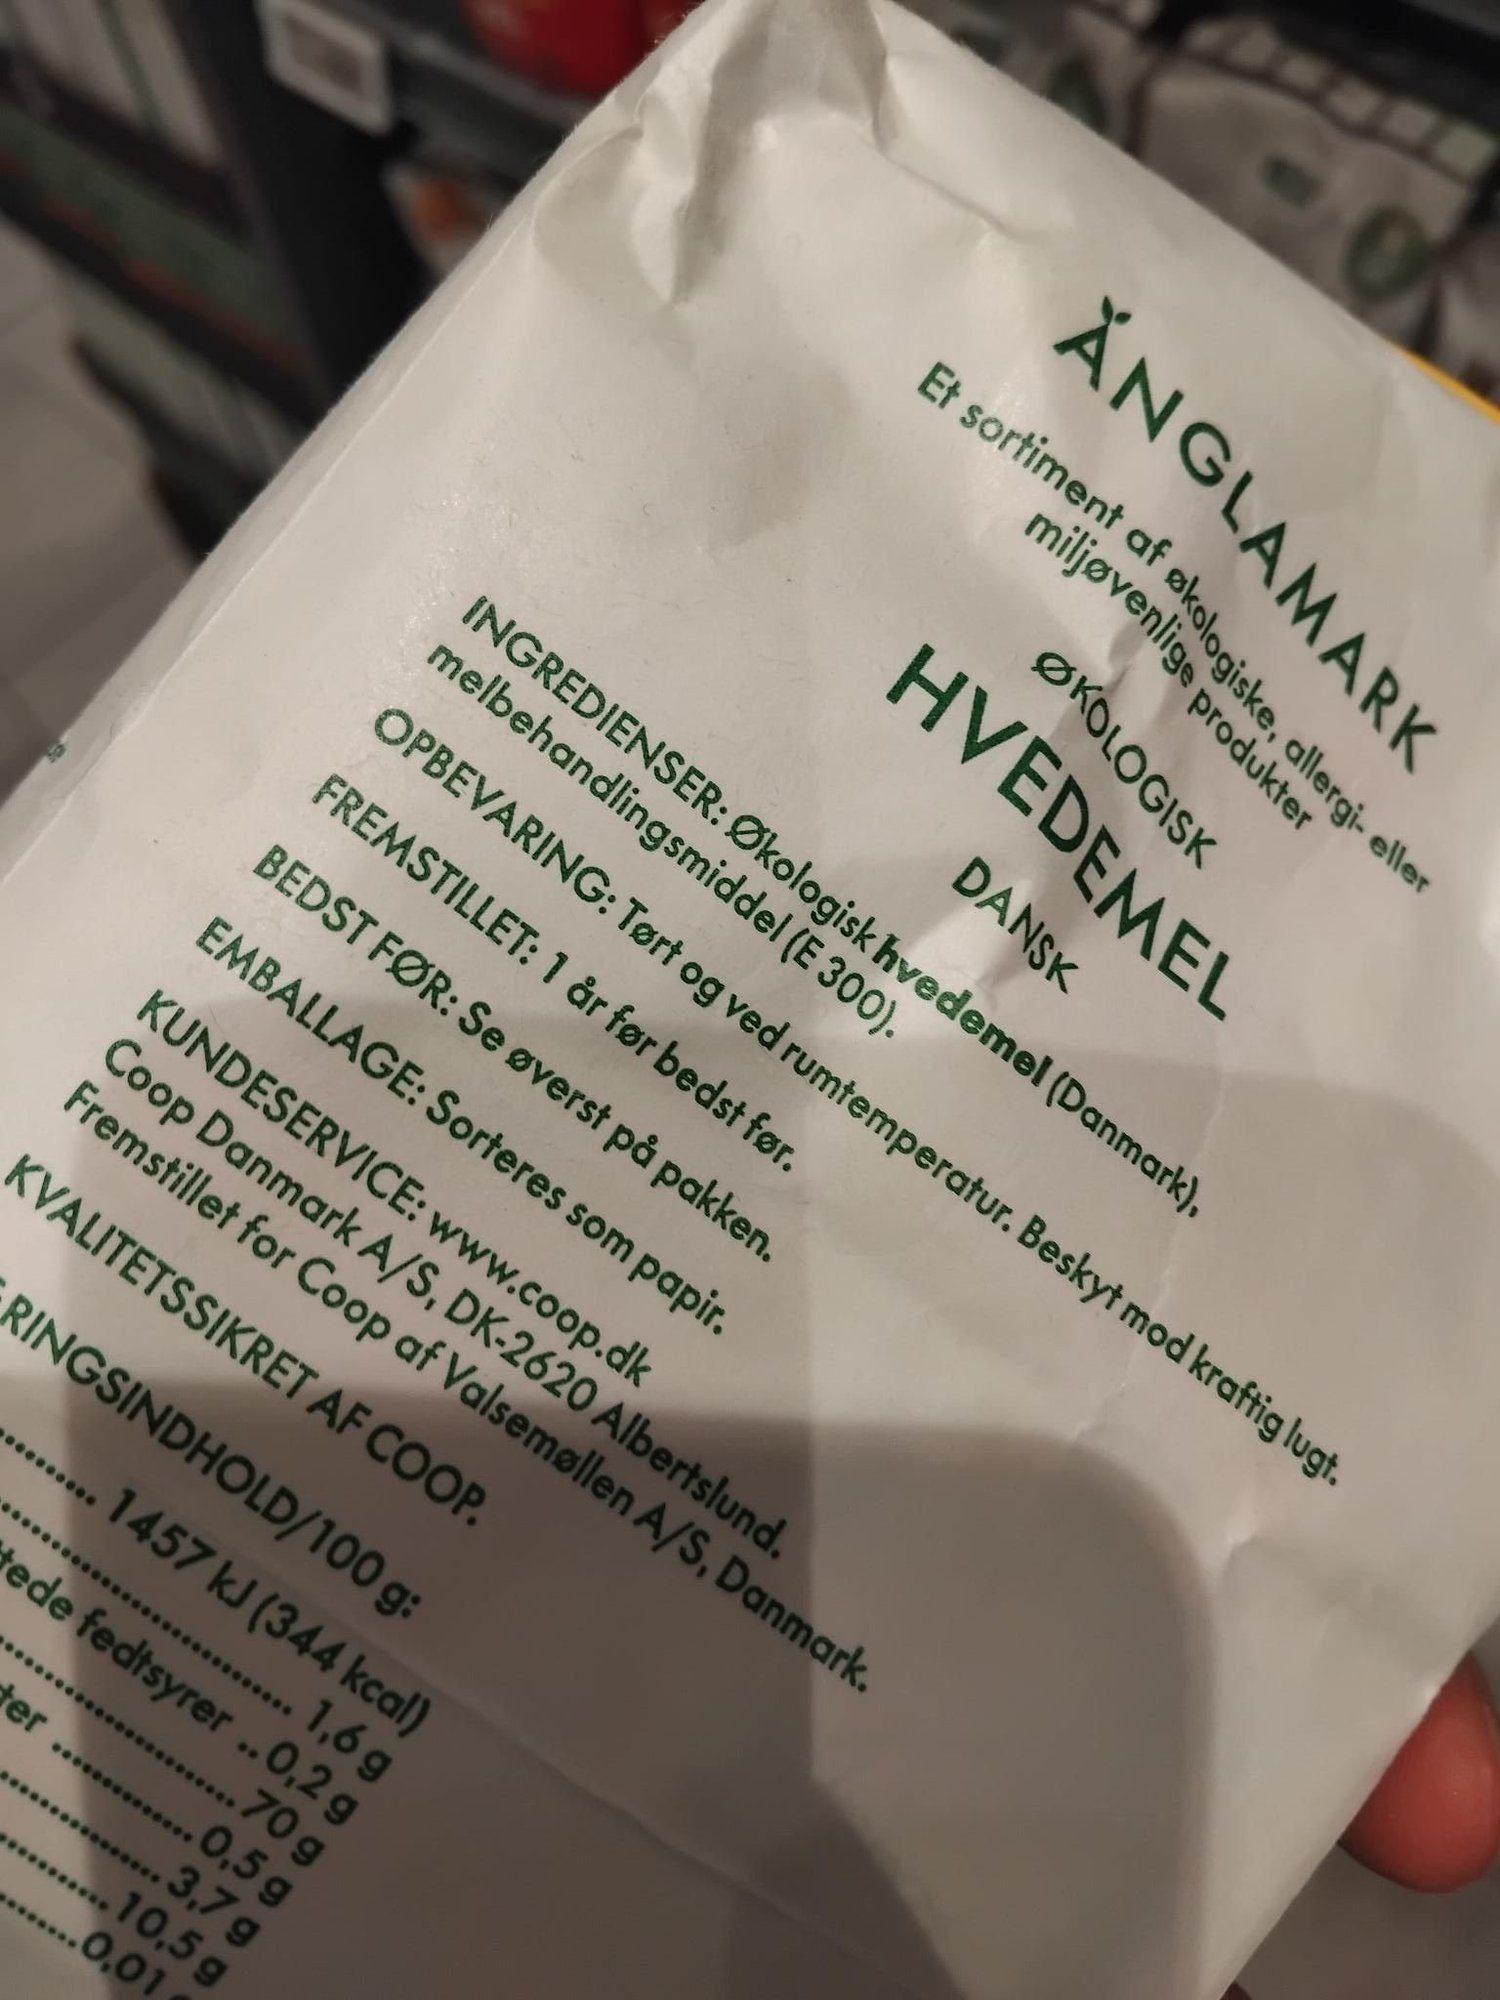 ÄNGLAMARK
Et sortiment af økologiske, allergi- eller
miljøvenlige produkter
ØKOLOGISK
HVEDEMEL
DANSK
INGREDIENSER: Økologisk hvedemel (Danmark),
melbehandlingsmiddel (E 300).
OPBEVARING: Tørt og ved rumtemperatur. Beskyt mod kraftig lugt.
FREMSTILLET: 1 år før bedst før.
BEDST FØR: Se øverst på pakken.
EMBALLAGE: Sorteres som papir.
KUNDESERVICE: www.coop.dk
Coop Danmark A/S, DK-2620 Albertslund.
Fremstillet for Coop af Valsemøllen A/S, Danmark.
KVALITETSSIKRET AF COOP.
RINGSINDHOLD/100 g:
.......... 1457 kJ (344 kcal)
.......... 1,6 g
tede fedtsyrer .. 0,2 g
.......... 70 g
ter .......... 0,5 g
.......... 3,7 g
.......... 10,5 g
.......... 0,01